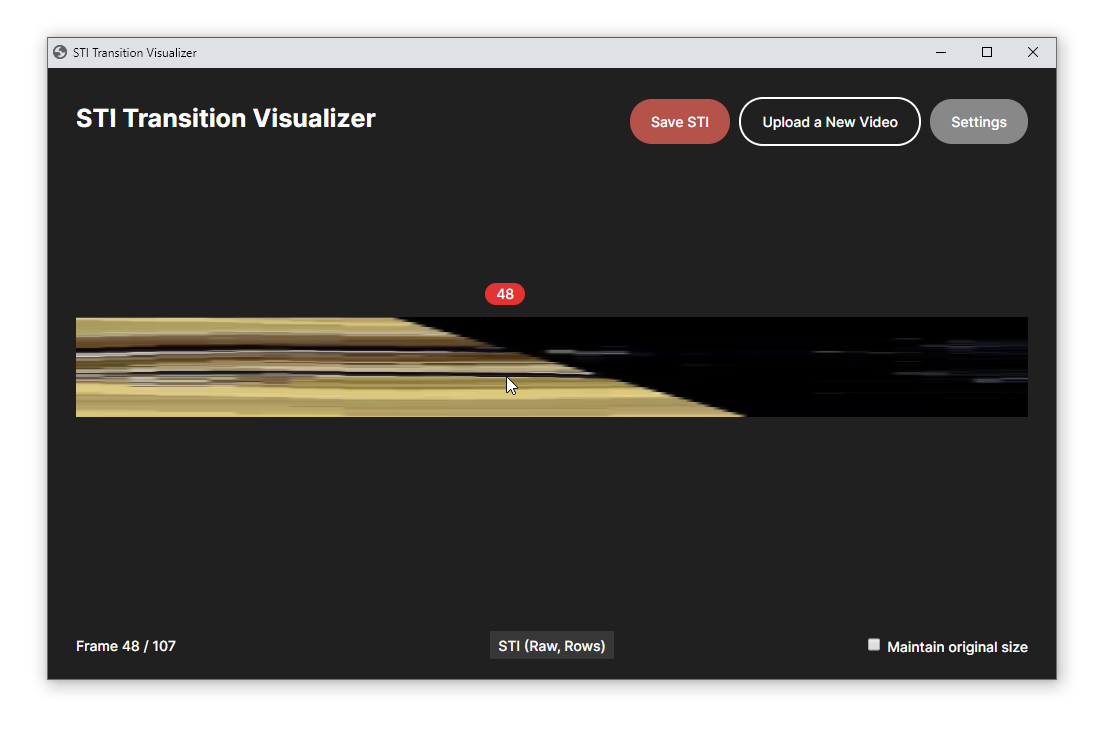 STI Transition Visualizer
STI Transition Visualizer
Save STI
Upload a New Video
Settings
48
Frame 48 / 107
STI (Raw, Rows)
Maintain original size